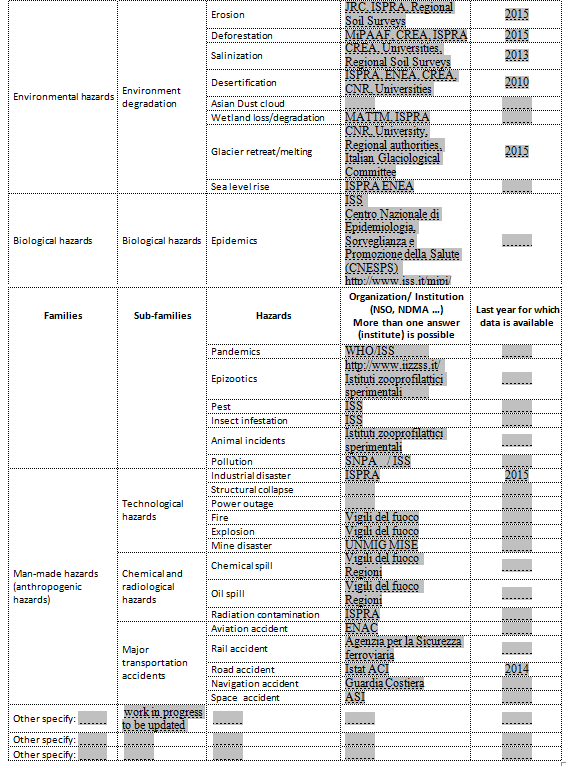 Erosion
JRC, ISPRA, Regional
Soil Surveys
2015
Deforestation
MiPAAF, CREA, ISPRA
2015
Salinization
CREA, Universities,
Regional Soil Surveys
2013
Environmental hazards
Environment
degradation
Desertification
ISPRA, ENEA, CREA,
CNR, Universities
2010
Asian Dust cloud
Wetland loss/degradation
MATTM, ISPRA
Glacier retreat/melting
CNR, University,
Regional authorities,
Italian Glaciological
Committee
2015
Sea level rise
ISPRA ENEA
Biological hazards
Biological hazards
Epidemics
ISS
Centro Nazionale di
Epidemiologia,
Sorveglianza e
Promozione della Salute
(CNESPS)
http://www.iss.it/mipi/
Families
Sub-families
Hazards
Organization/ Institution
(NSO, NDMA ...)
More than one answer
(institute) is possible
Last year for which
data is available
Pandemics
WHO/ISS
Epizootics
http://www.iizzss.it/
Istituti zooprofilattici
sperimentali
Pest
ISS
Insect infestation
ISS
Animal incidents
Istituti zooprofilattici
sperimentali
Pollution
SNPA / ISS
Man-made hazards
(anthropogenic
hazards)
Technological
hazards
Industrial disaster
ISPRA
2015
Structural collapse
Power outage
Fire
Vigili del fuoco
Explosion
Vigili del fuoco
Mine disaster
UNMIG MISE
Chemical and
radiological
hazards
Chemical spill
Vigili del fuoco
Regioni
Oil spill
Vigili del fuoco
Regioni
Radiation contamination
ISPRA
Major
transportation
accidents
Aviation accident
ENAC
Rail accident
Agenzia per la Sicurezza
ferroviaria
Road accident
Istat ACI
2014
Navigation accident
Guardia Costiera
Space accident
ASI
Other specify:
work in progress
to be updated
Other specify:
Other specify: